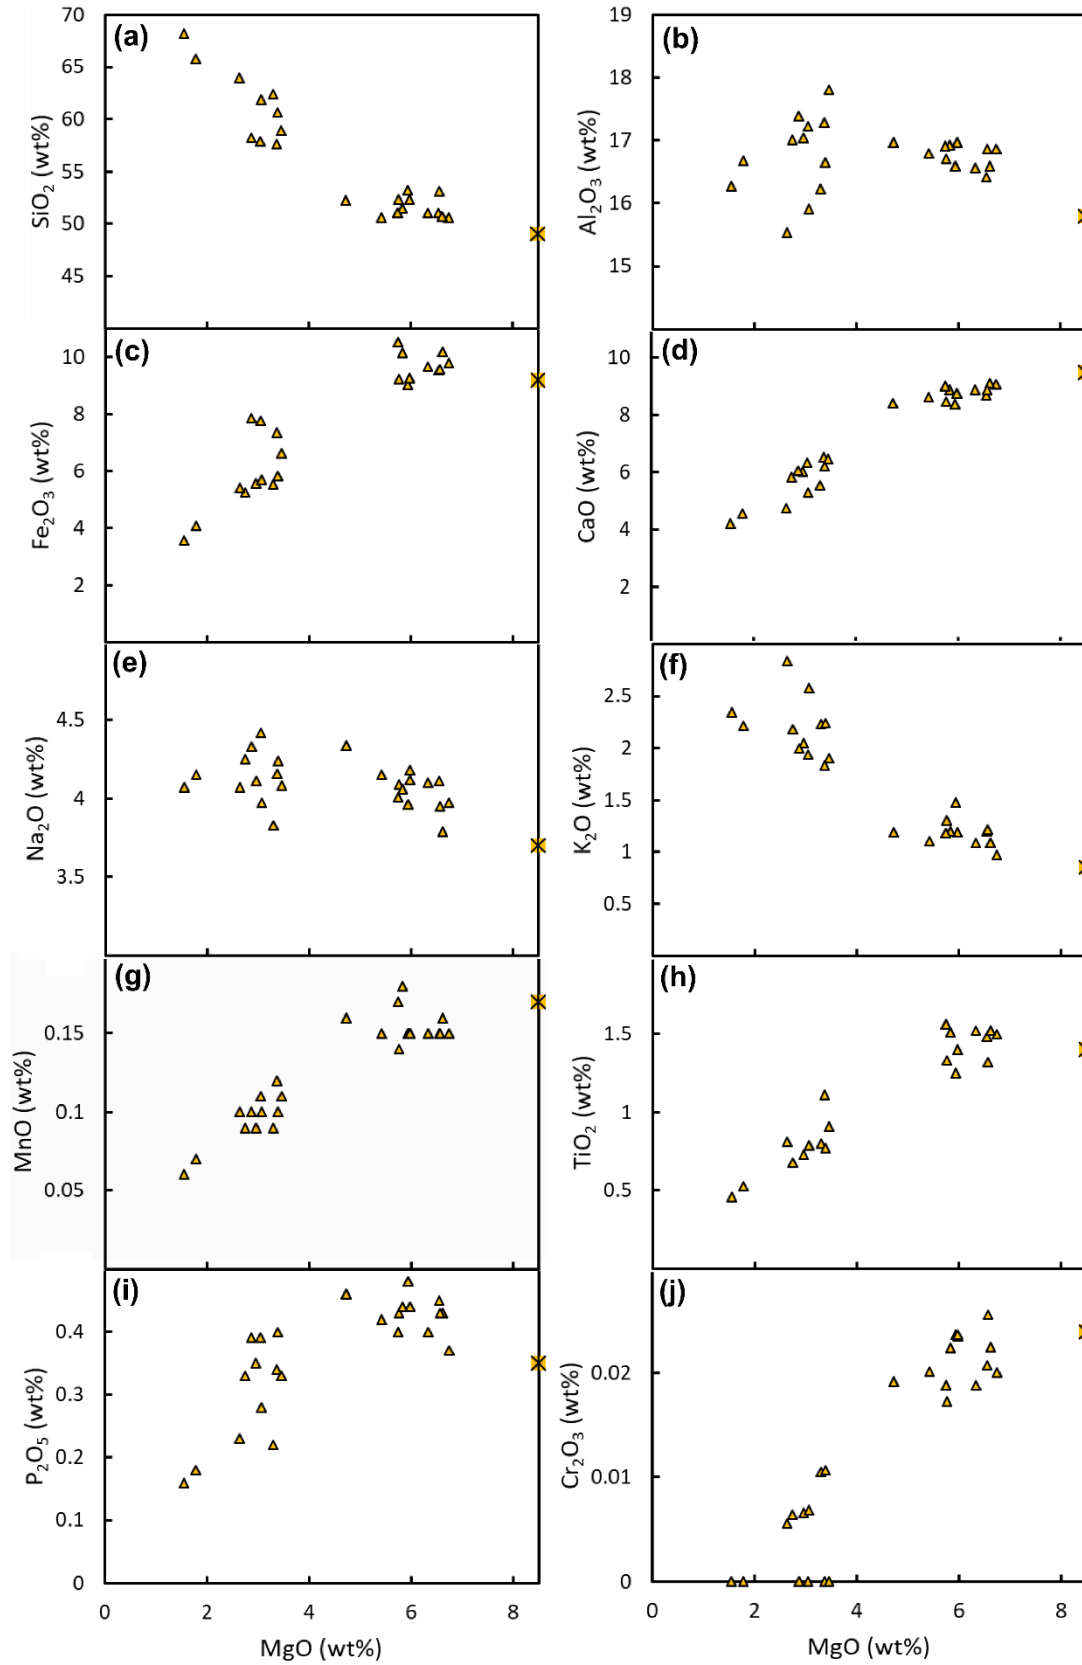 (a)
70
65
60
55
50
45
SiO₂ (wt%)
(b)
19
18
17
16
15
14
Al₂O₃ (wt%)
(c)
10
8
6
4
2
Fe₂O₃ (wt%)
(d)
10
8
6
4
2
CaO (wt%)
(e)
4.5
4
3.5
Na₂O (wt%)
(f)
2.5
2
1.5
1
0.5
K₂O (wt%)
(g)
0.15
0.1
0.05
MnO (wt%)
(h)
1.5
1
0.5
TiO₂ (wt%)
(i)
0.4
0.3
0.2
0.1
0
P₂O₅ (wt%)
0 2 4 6 8
MgO (wt%)
(j)
0.02
0.01
0
Cr₂O₃ (wt%)
0 2 4 6 8
MgO (wt%)